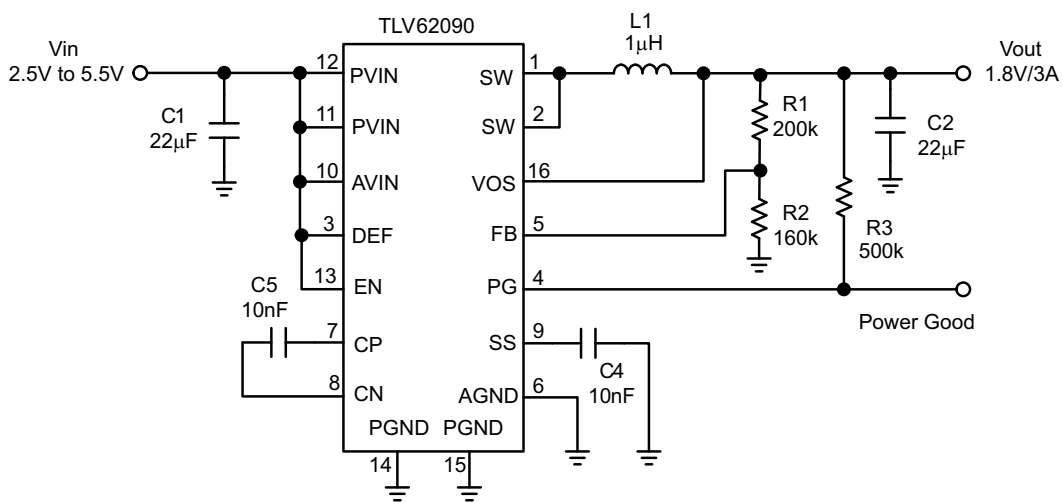 TLV62090
Vin
2.5V to 5.5V
C1
22μF
12
PVIN
11
PVIN
10
AVIN
3
DEF
13
EN
C5
10nF
7
CP
8
CN
PGND
PGND
14
15
1
SW
2
SW
16
VOS
5
FB
4
PG
9
SS
6
AGND
C4
10nF
L1
1μH
R1
200k
R2
160k
R3
500k
C2
22μF
Vout
1.8V/3A
Power Good